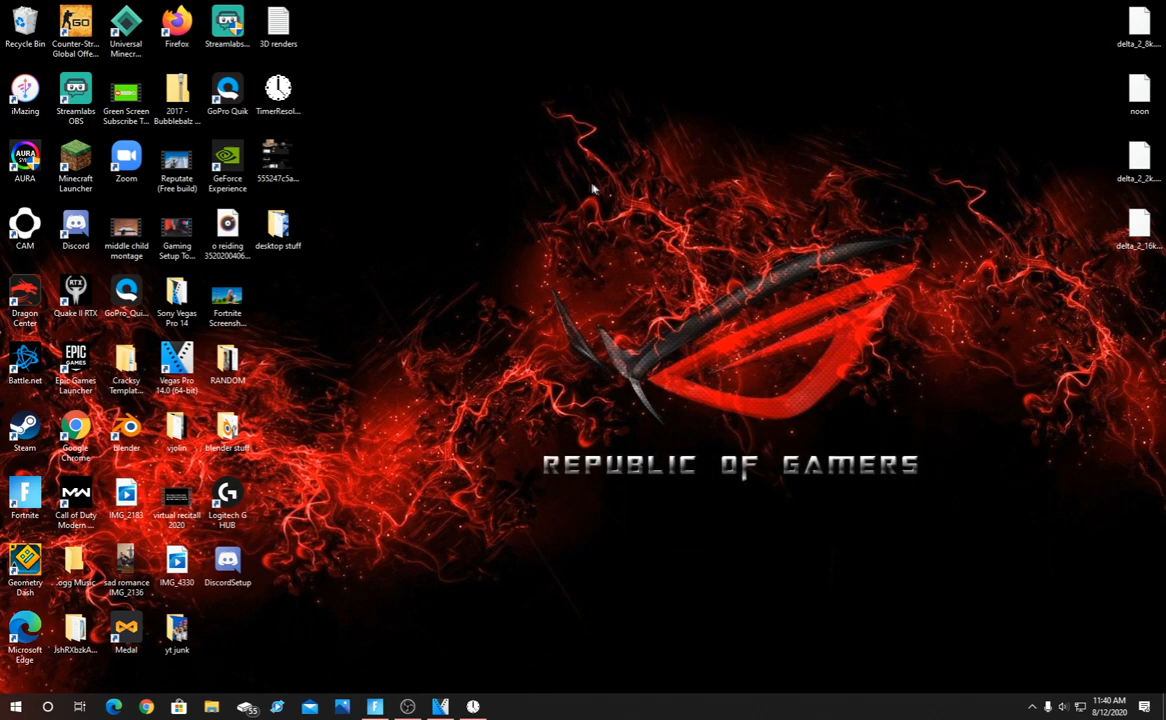 Recycle Bin
Counter-Str...
Global Offe...
Universal
Minecr...
Firefox
Streamlabs...
3D renders
delta_2_8k....
iMazing
Streamlabs
OBS
Green Screen
Subscribe T...
2017 -
Bubblebalz ...
GoPro Quik
TimerResol...
noon
AURA
Minecraft
Launcher
Zoom
Reputate
(Free build)
GeForce
Experience
555247c5a...
delta_2_2k....
CAM
Discord
middle child
montage
Gaming
Setup To...
o reiding
3520200406...
desktop stuff
delta_2_16k...
Dragon
Center
Quake II RTX
GoPro_Qui...
Sony Vegas
Pro 14
Fortnite
Screensh...
Battle.net
Epic Games
Launcher
Cracksy
Templat...
Vegas Pro
14.0 (64-bit)
RANDOM
Steam
Google
Chrome
Blender
vjolin
blender stuff
REPUBLIC OF GAMERS
Fortnite
Call of Duty
Modern ...
IMG_2183
virtual recital
2020
Logitech G
HUB
Geometry
Dash
.ogg Music
sad romance
IMG_2136
IMG_4330
DiscordSetup
Microsoft
Edge
JshRXbzkA...
Medal
yt junk
55
11:40 AM
8/12/2020